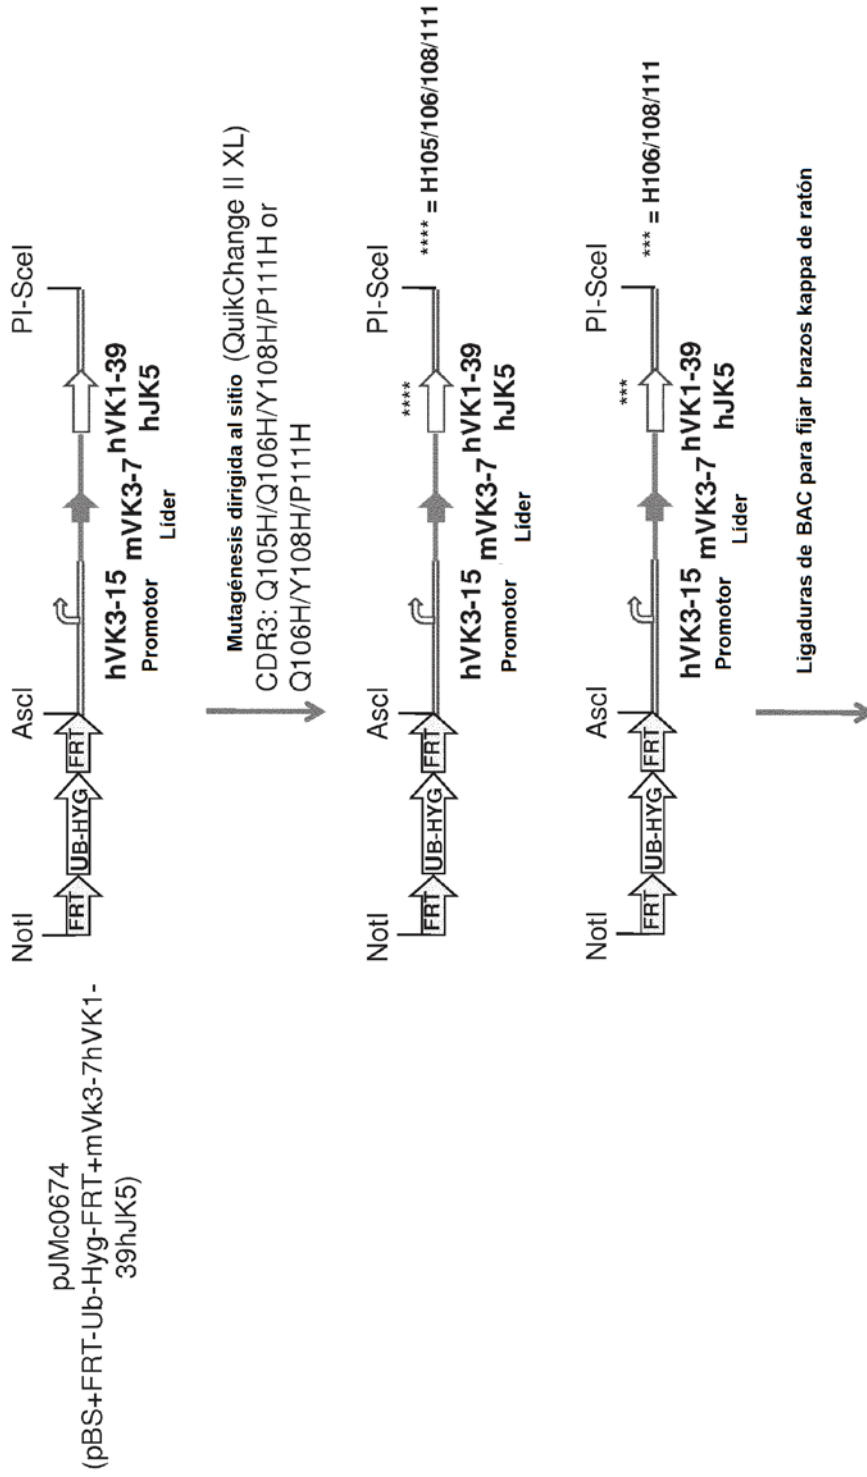 pJMc0674
(pBS+FRT-Ub-Hyg-FRT+mVk3-7hVK1-
39hJK5)
NotI
AscI
PI-SceI
FRT
UB-HYG
FRT
hVK3-15
Promotor
mVK3-7
Líder
hVK1-39
hJK5
Mutagénesis dirigida al sitio (QuikChange II XL)
CDR3: Q105H/Q106H/Y108H/P111H or
Q106H/Y108H/P111H
NotI
AscI
PI-SceI
FRT
UB-HYG
FRT
****
hVK3-15
Promotor
mVK3-7
Líder
hVK1-39
hJK5
**** = H105/106/108/111
NotI
AscI
PI-SceI
FRT
UB-HYG
FRT
***
hVK3-15
Promotor
mVK3-7
Líder
hVK1-39
hJK5
*** = H106/108/111
Ligaduras de BAC para fijar brazos kappa de ratón